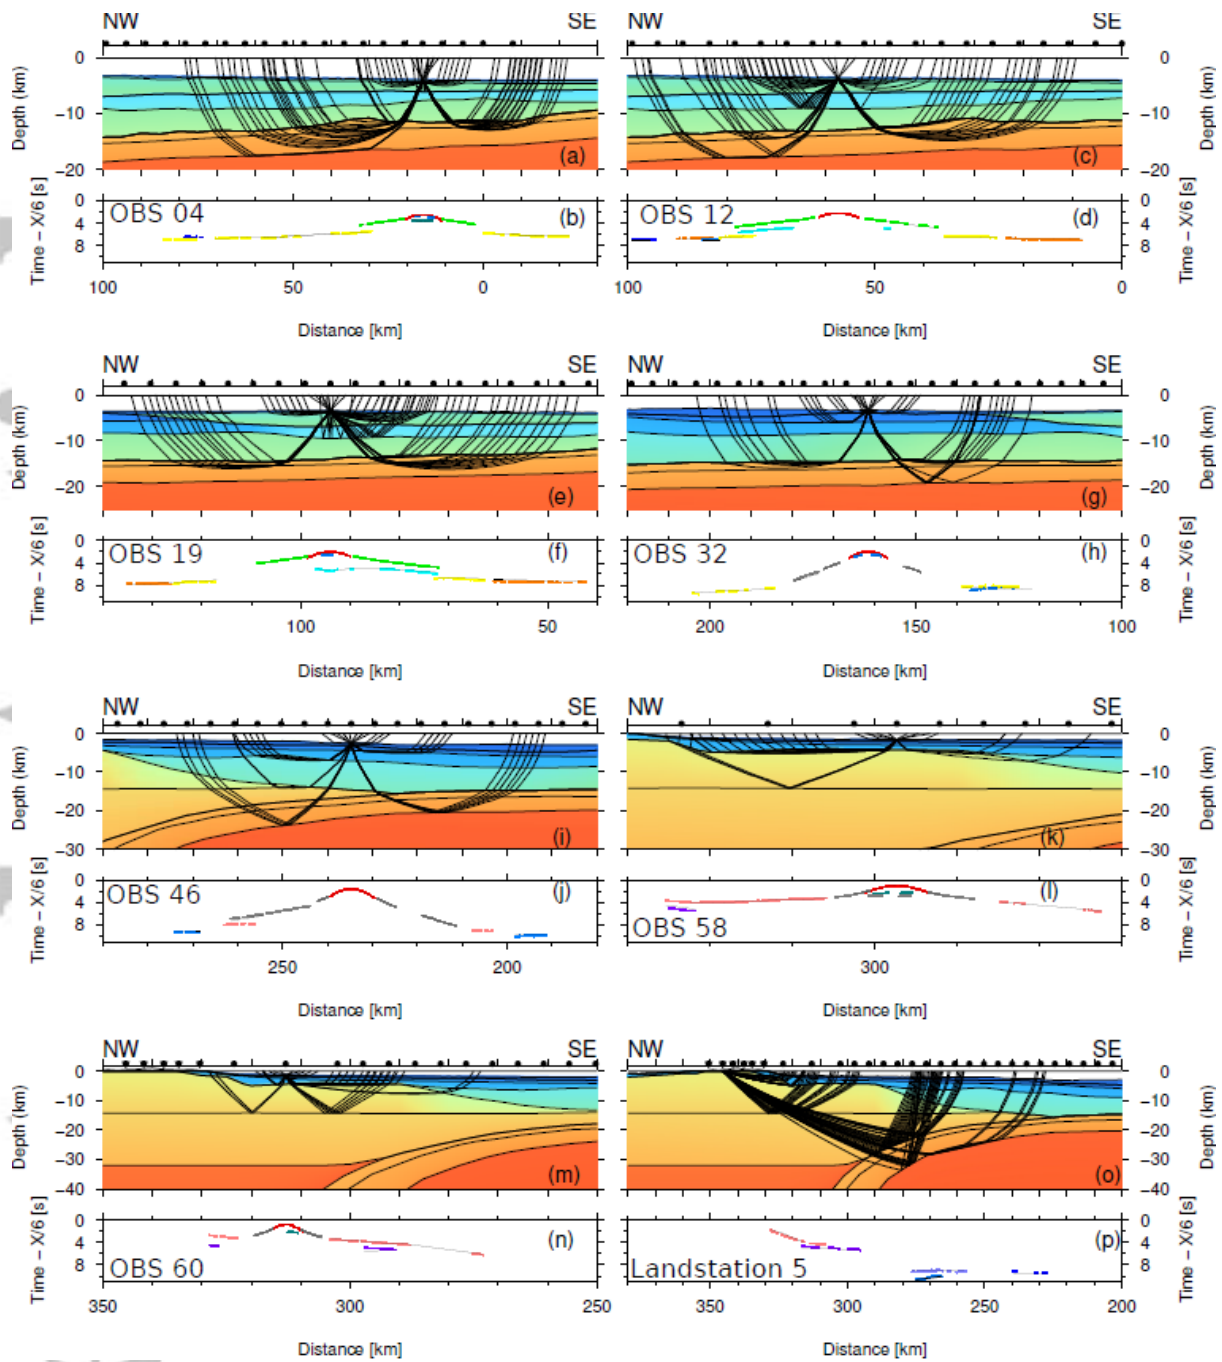 NW SE NW SE
0 0
Depth (km) −10 −10 Depth (km)
(a) (c)
−20 −20
Time − X/6 [s] 0 OBS 04 (b) OBS 12 (d) 0 Time − X/6 [s]
4 4
8 8
100 50 0 100 50 0
Distance [km] Distance [km]
NW SE NW SE
0 0
Depth (km) −10 −10 Depth (km)
−20 (e) (g) −20
Time − X/6 [s] 0 OBS 19 (f) OBS 32 (h) 0 Time − X/6 [s]
4 4
8 8
100 50 200 150 100
Distance [km] Distance [km]
NW SE NW SE
0 0
Depth (km) −10 −10 Depth (km)
−20 −20
(i) (k)
−30 −30
Time − X/6 [s] 0 OBS 46 (j) (l) 0 Time − X/6 [s]
4 4
8 OBS 58 8
250 200 300
Distance [km] Distance [km]
NW SE NW SE
0 0
Depth (km) −10 −10 Depth (km)
−20 −20
−30 (m) (o) −30
−40 −40
Time − X/6 [s] 0 (n) (p) 0 Time − X/6 [s]
4 4
8 OBS 60 Landstation 5 8
350 300 250 380 350 300 250 200
Distance [km] Distance [km]